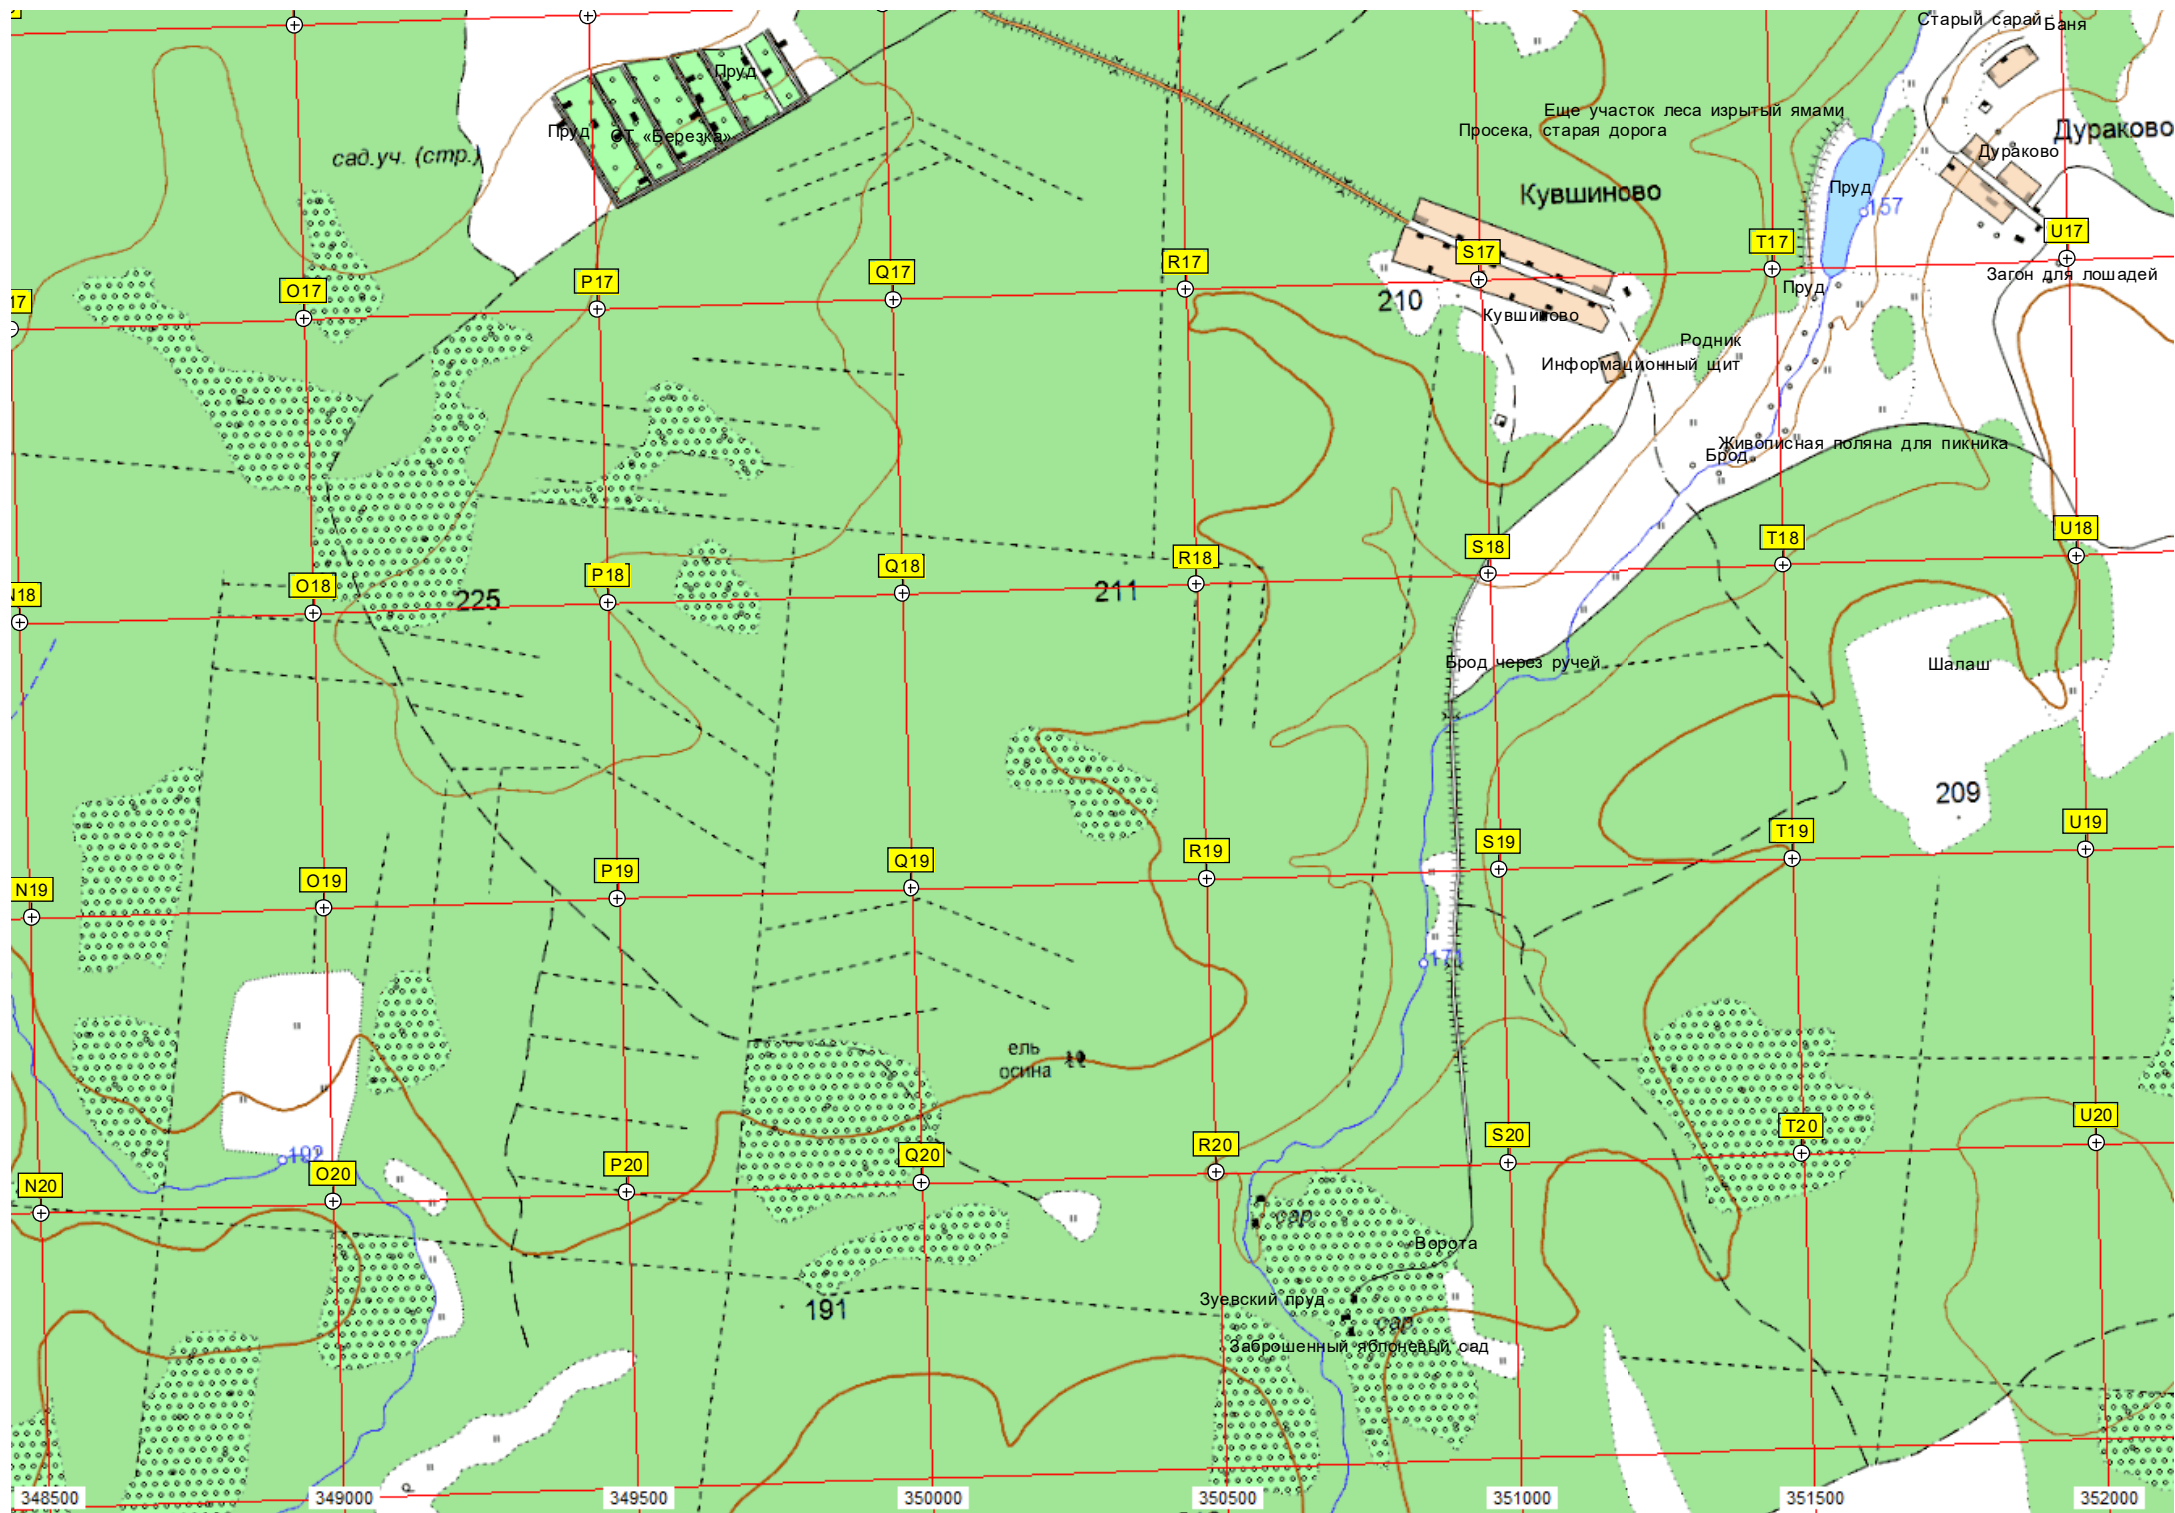 Старый сарай
Баня
Пруд
Еще участок леса изрытый ямами
Просека, старая дорога
Пруд
СТ «Березка»
Дураково
сад.уч. (стр.)
Дураково
Кувшиново
Пруд
157
U17
T17
S17
R17
Q17
P17
O17
17
Загон для лошадей
Пруд
210
Кувшиново
Родник
Информационный щит
Живописная поляна для пикника
Брод
U18
T18
S18
R18
Q18
P18
O18
N18
225
211
Брод через ручей
Шалаш
209
U19
T19
S19
R19
Q19
P19
O19
N19
171
ель
осина
U20
T20
S20
R20
Q20
P20
O20
N20
192
сар
Ворота
Зуевский пруд
191
сар
Заброшенный яблоневый сад
348500
349000
349500
350000
350500
351000
351500
352000